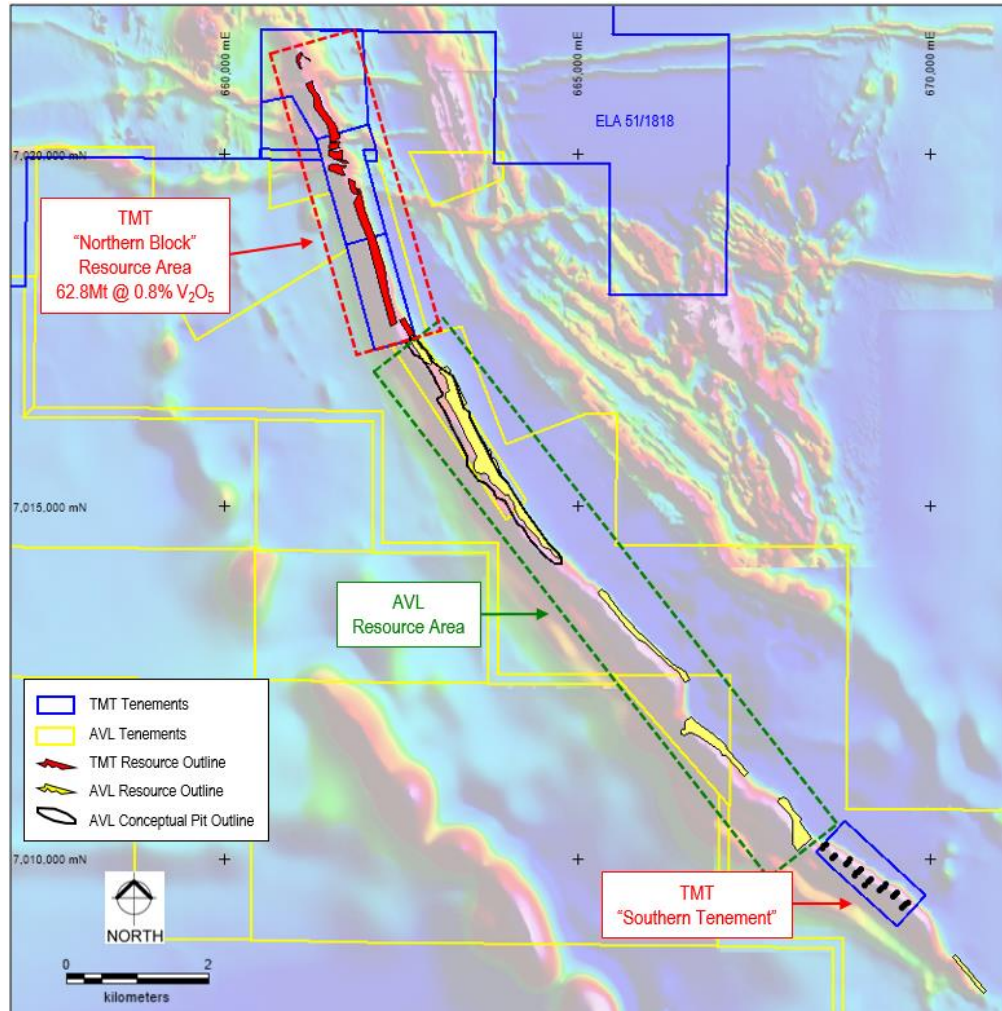 660,000 mE
665,000 mE
670,000 mE
ELA 51/1818
7,020,000 mN
TMT
“Northern Block”
Resource Area
62.8Mt @ 0.8% V₂O₅
7,015,000 mN
AVL
Resource Area
TMT Tenements
AVL Tenements
TMT Resource Outline
AVL Resource Outline
AVL Conceptual Pit Outline
7,010,000 mN
TMT
“Southern Tenement”
NORTH
0
2
kilometers